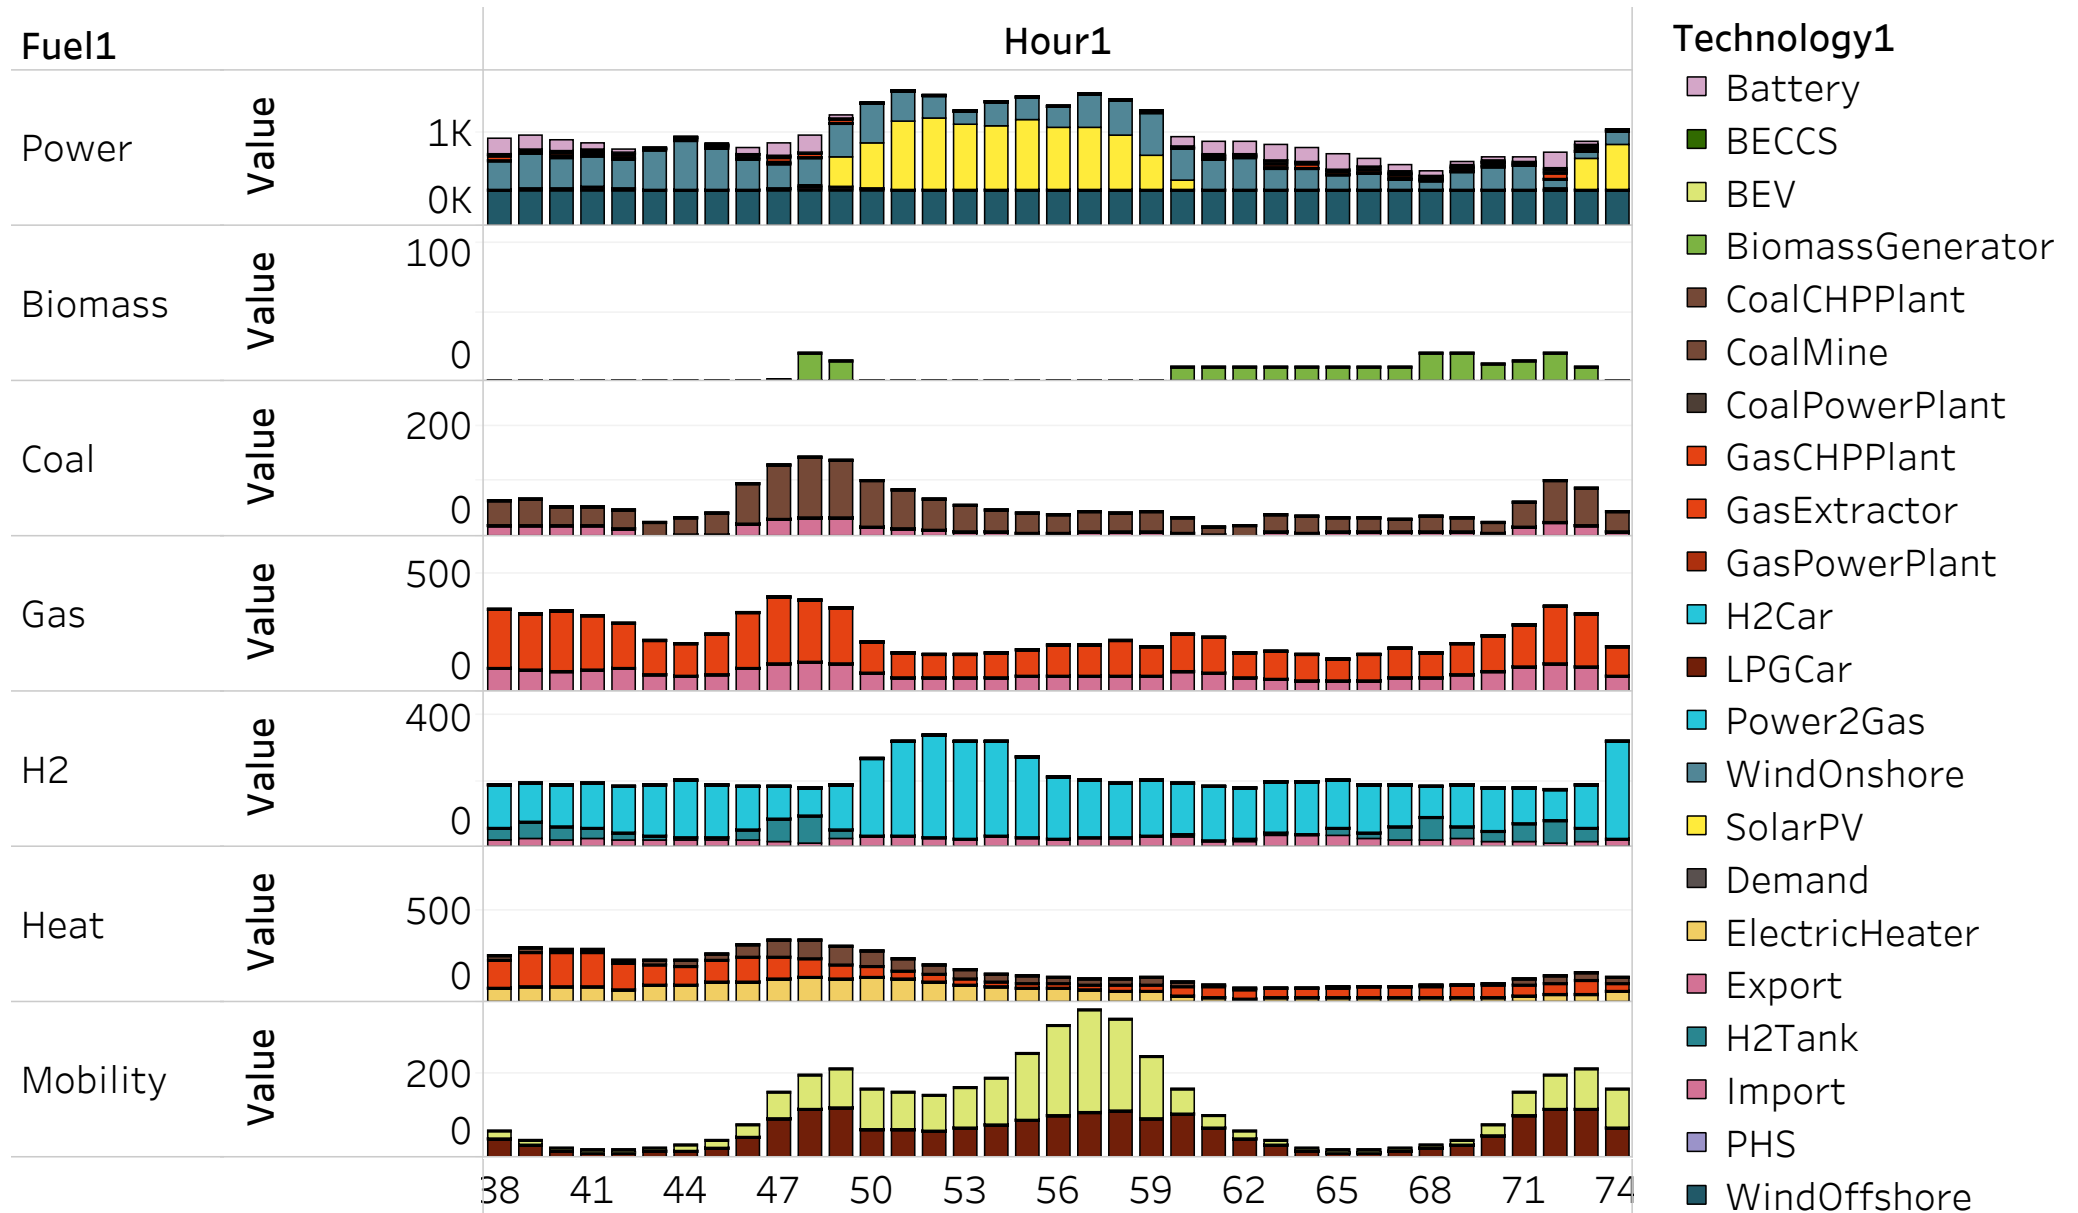 Fuel1
Hour1
Technology1
Power
Value
1K
0K
Biomass
Value
100
0
Coal
Value
200
0
Gas
Value
500
0
H2
Value
400
0
Heat
Value
500
0
Mobility
Value
200
0
38 41 44 47 50 53 56 59 62 65 68 71 74
Battery
BECCS
BEV
BiomassGenerator
CoalCHPPlant
CoalMine
CoalPowerPlant
GasCHPPlant
GasExtractor
GasPowerPlant
H2Car
LPGCar
Power2Gas
WindOnshore
SolarPV
Demand
ElectricHeater
Export
H2Tank
Import
PHS
WindOffshore